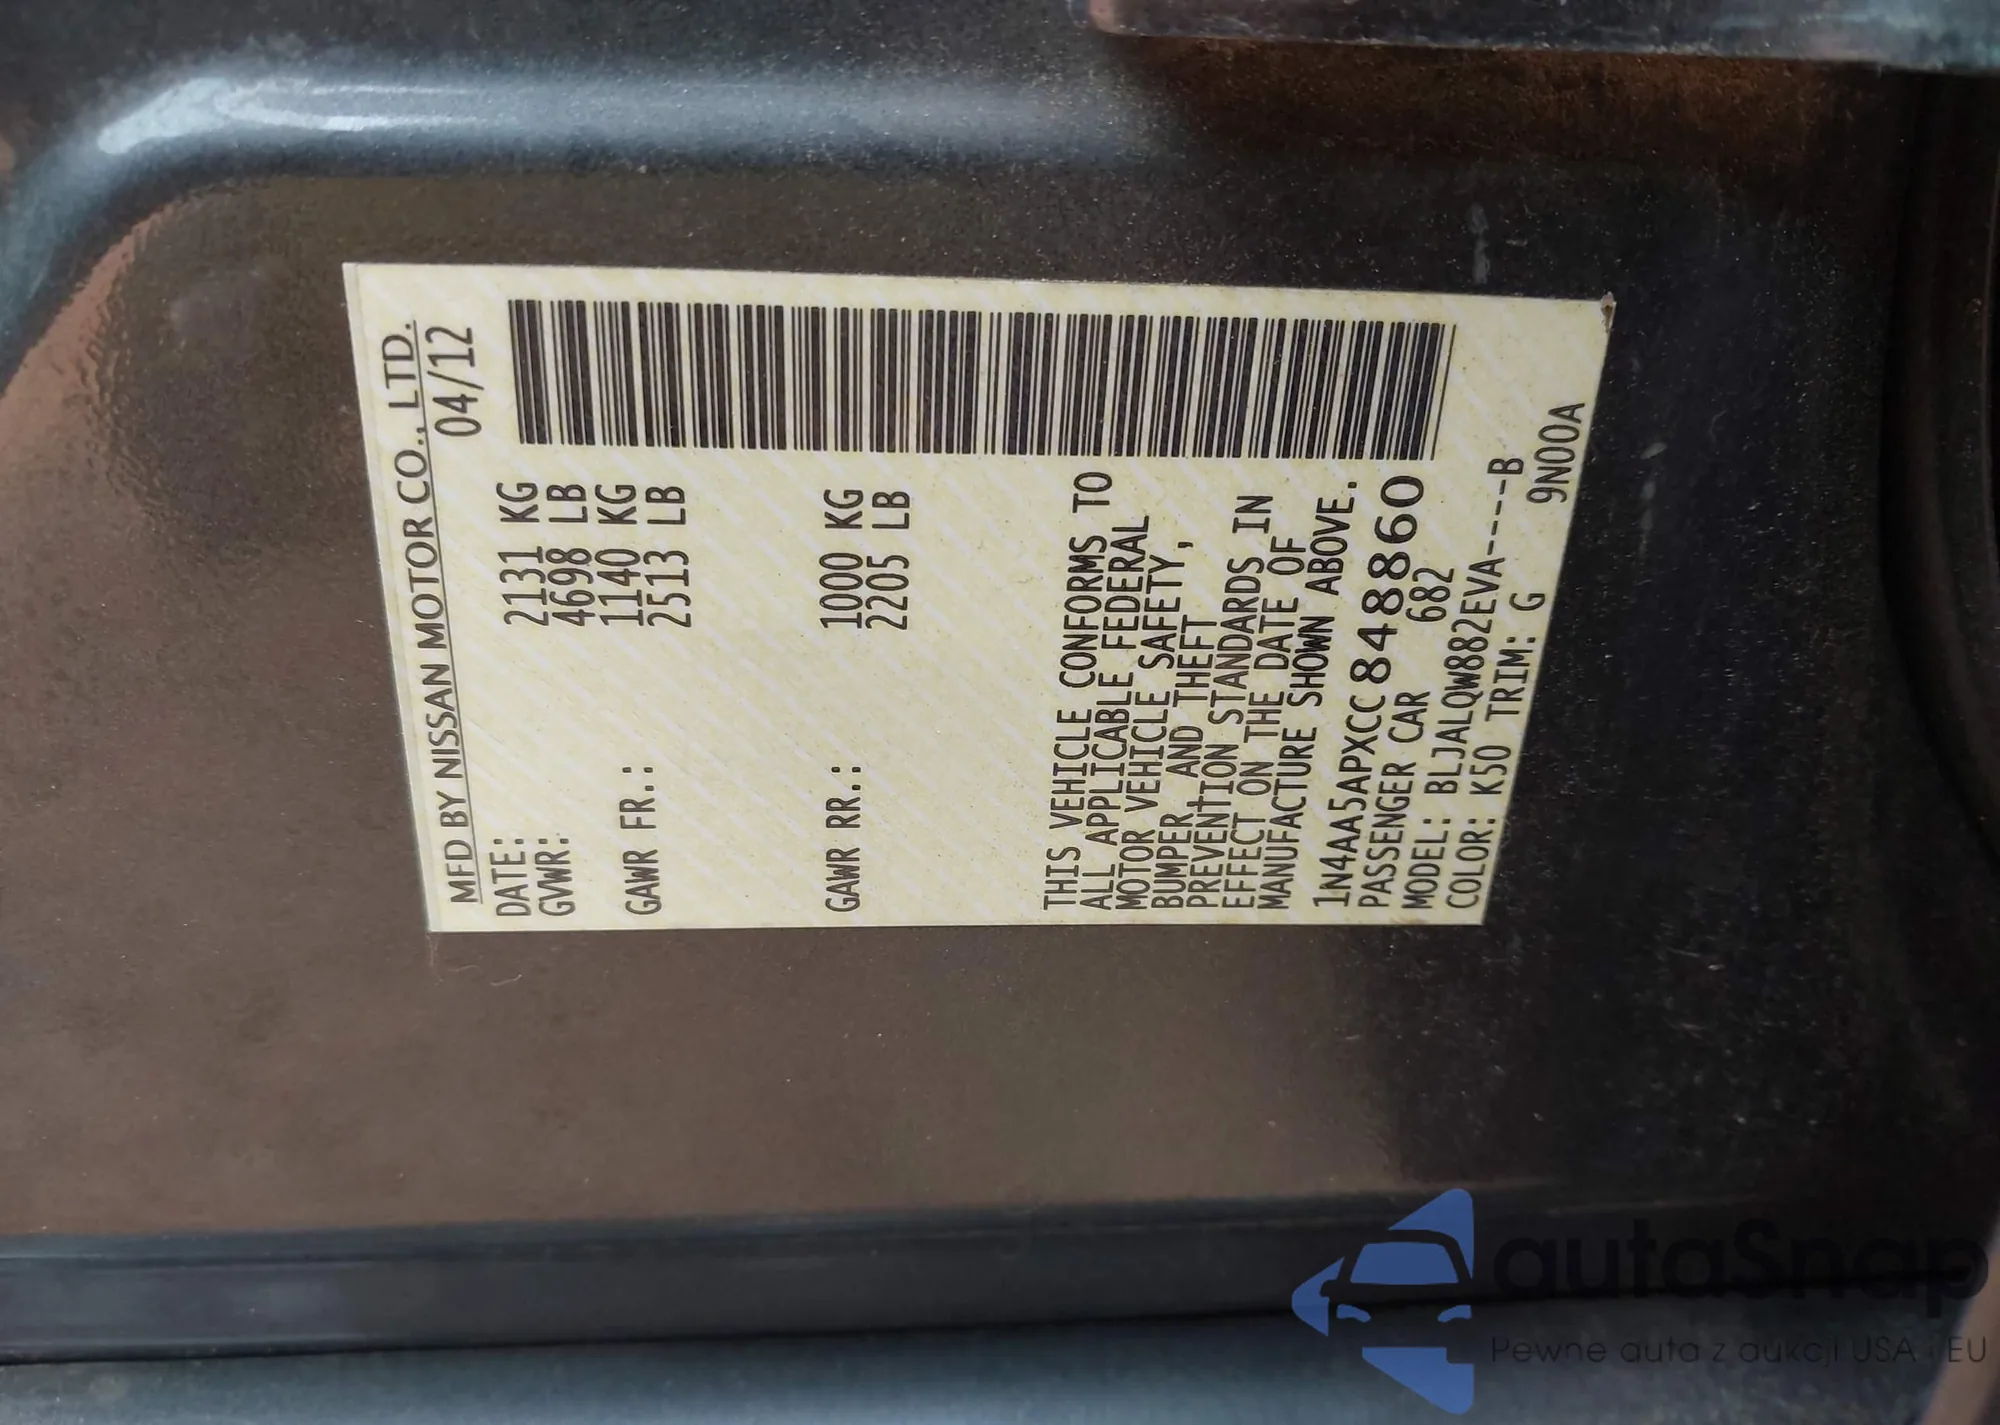 MFD BY NISSAN MOTOR CO., LTD.
DATE: 04/12
GVWR: 2131 KG
4698 LB
GAWR FR.: 1140 KG
2513 LB
GAWR RR.: 1000 KG
2205 LB
THIS VEHICLE CONFORMS TO
ALL APPLICABLE FEDERAL
MOTOR VEHICLE SAFETY,
BUMPER AND THEFT
PREVENTION STANDARDS IN
EFFECT ON THE DATE OF
MANUFACTURE SHOWN ABOVE.
1N4AA5APXCC848860
PASSENGER CAR 682
MODEL: BLJALQW882EVA----B
COLOR: K50 TRIM: G 9N00A
autaSnap
Pewne auta z aukcji USA i EU